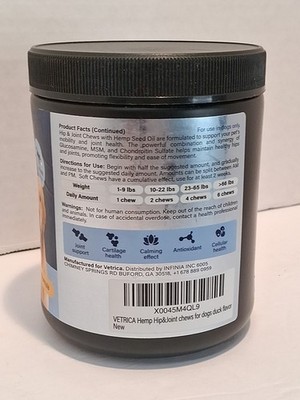 Product Facts (Continued) For use in dogs only.
Hip & Joint Chews with Hemp Seed Oil are formulated to support your pet's
mobility and joint health. The powerful combination and synergy of
Glucosamine, MSM, and Chondroitin Sulfate helps maintain healthy hips
and joints, promoting flexibility and ease of movement.
Directions for Use: Begin with Half the suggested amount, and gradually
increase to the suggested daily amount. Amounts can be split between AM
and PM. Soft Chews have a cumulative effect, use for at least 2 weeks.
Weight 1-9 lbs 10-22 lbs 23-65 lbs >66 lbs
Daily Amount 1 chew 2 chews 4 chews 6 chews
Warnings: Not for human consumption. Keep out of the reach of children
and animals. In case of accidental overdose, contact a health professional
immediately.
Joint support
Cartilage health
Calming effect
Antioxidant
Cellular health
Manufactured for Vetrica. Distributed by INFINIA INC 6005
CHIMNEY SPRINGS RD BUFORD, GA 30518, +1 678 889 0959
X0045M4QL9
VETRICA Hemp Hip&Joint chews for dogs duck flavor
New